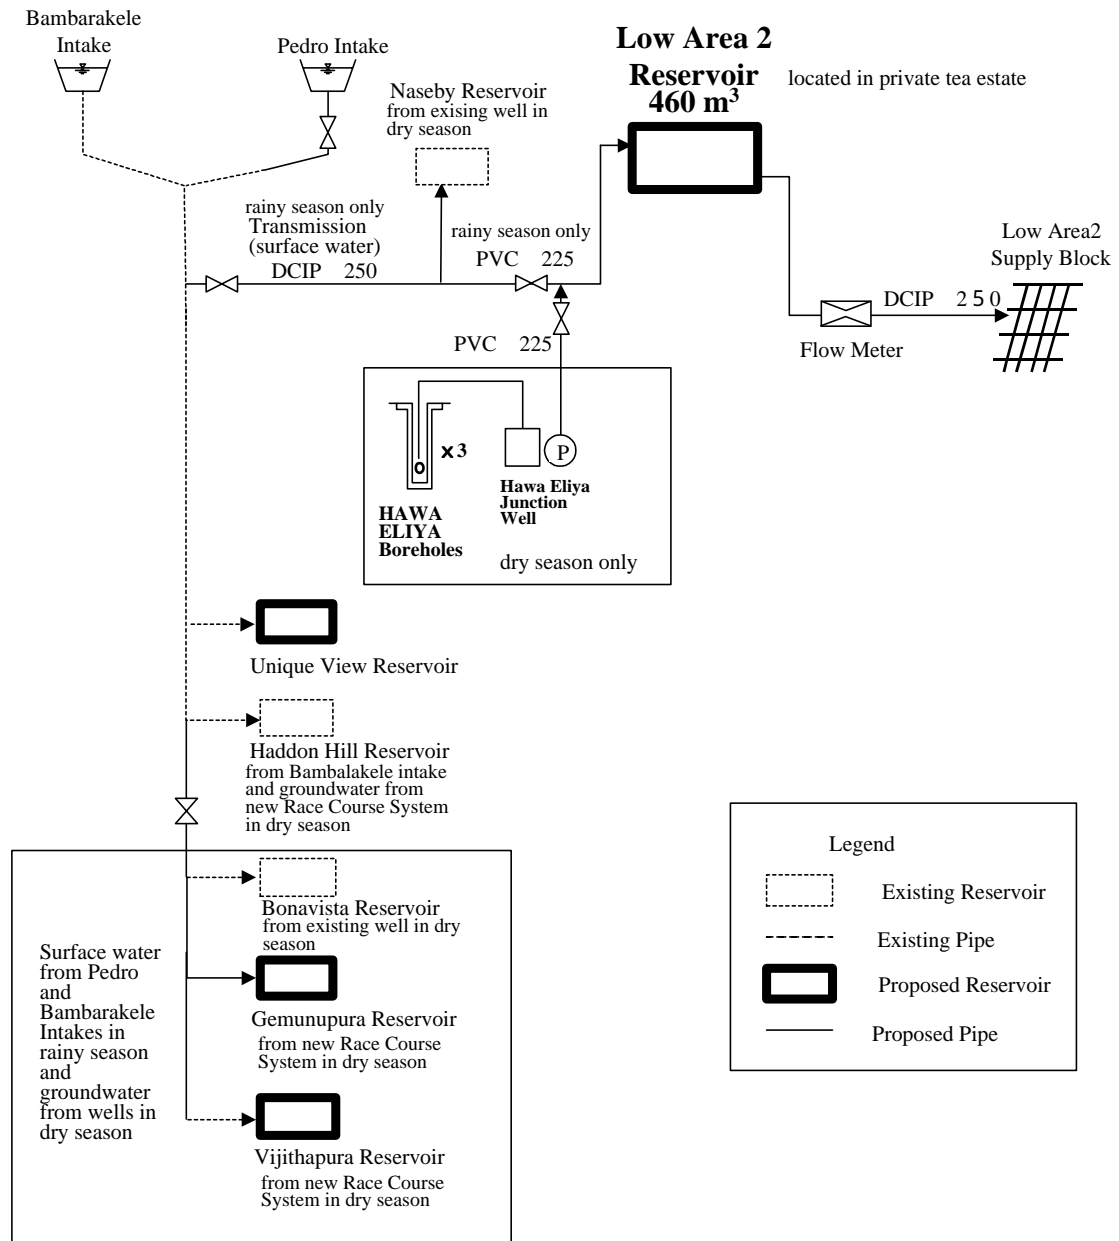 Bambarakele
Intake
Pedro Intake
Low Area 2
Reservoir
460 m³
located in private tea estate
Naseby Reservoir
from exising well in
dry season
rainy season only
Transmission
(surface water)
DCIP 250
rainy season only
PVC 225
Low Area2
Supply Block
DCIP 250
Flow Meter
PVC 225
x 3
P
HAWA
ELIYA
Boreholes
Hawa Eliya
Junction
Well
dry season only
Unique View Reservoir
Haddon Hill Reservoir
from Bambalakele intake
and groundwater from
new Race Course System
in dry season
Bonavista Reservoir
from existing well in dry
season
Surface water
from Pedro
and
Bambarakele
Intakes in
rainy season
and
groundwater
from wells in
dry season
Gemunupura Reservoir
from new Race Course
System in dry season
Vijithapura Reservoir
from new Race Course
System in dry season
Legend
Existing Reservoir
Existing Pipe
Proposed Reservoir
Proposed Pipe